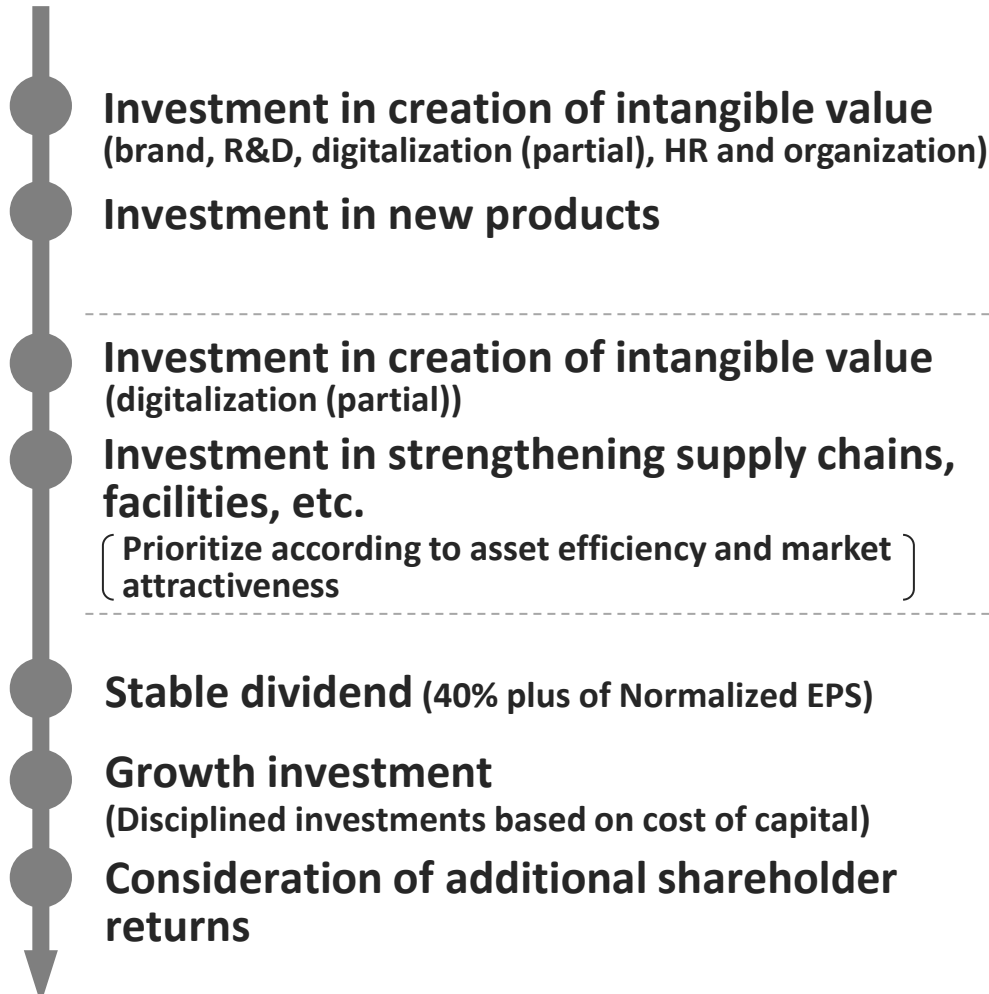 Investment in creation of intangible value
(brand, R&D, digitalization (partial), HR and organization)
Investment in new products
Investment in creation of intangible value
(digitalization (partial))
Investment in strengthening supply chains,
facilities, etc.
Prioritize according to asset efficiency and market
attractiveness
Stable dividend (40% plus of Normalized EPS)
Growth investment
(Disciplined investments based on cost of capital)
Consideration of additional shareholder
returns